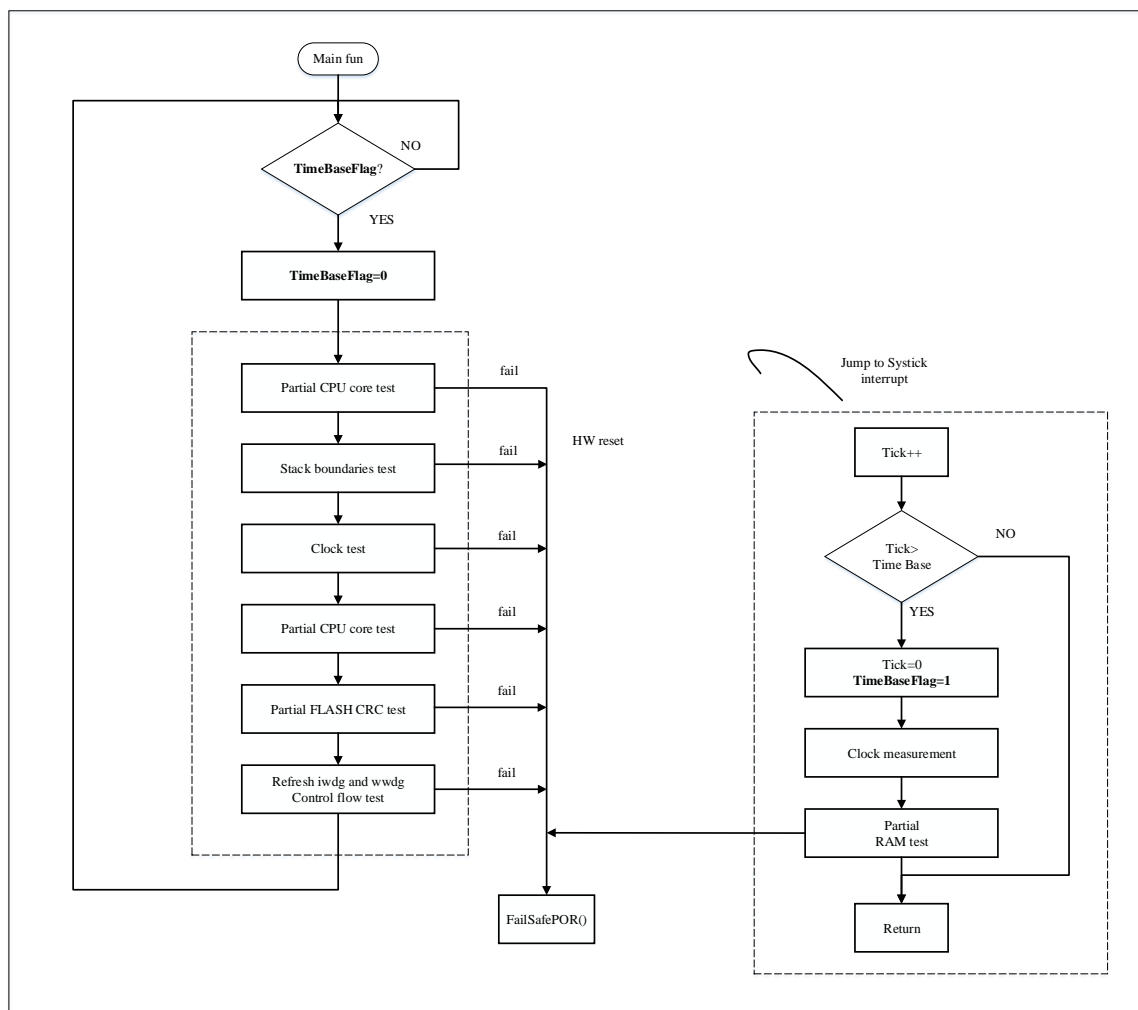 Main fun
NO
TimeBaseFlag?
YES
TimeBaseFlag=0
Partial CPU core test
fail
HW reset
Stack boundaries test
fail
Clock test
fail
Partial CPU core test
fail
Partial FLASH CRC test
fail
Refresh iwdg and wwdg
Control flow test
fail
FailSafePOR()
Jump to Systick
interrupt
Tick++
Tick>
Time Base
NO
YES
Tick=0
TimeBaseFlag=1
Clock measurement
Partial
RAM test
Return